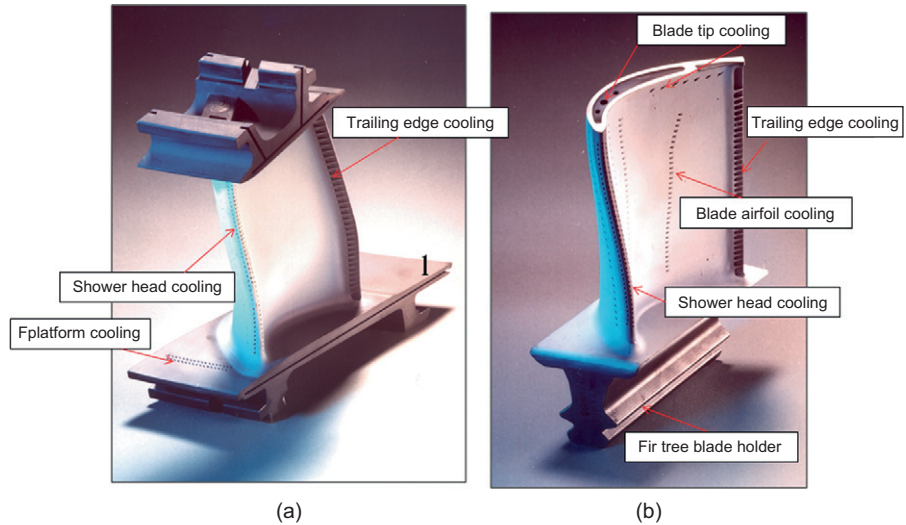 Blade tip cooling
Trailing edge cooling
Trailing edge cooling
Blade airfoil cooling
1
Shower head cooling
Shower head cooling
Fplatform cooling
Fir tree blade holder
(a)
(b)